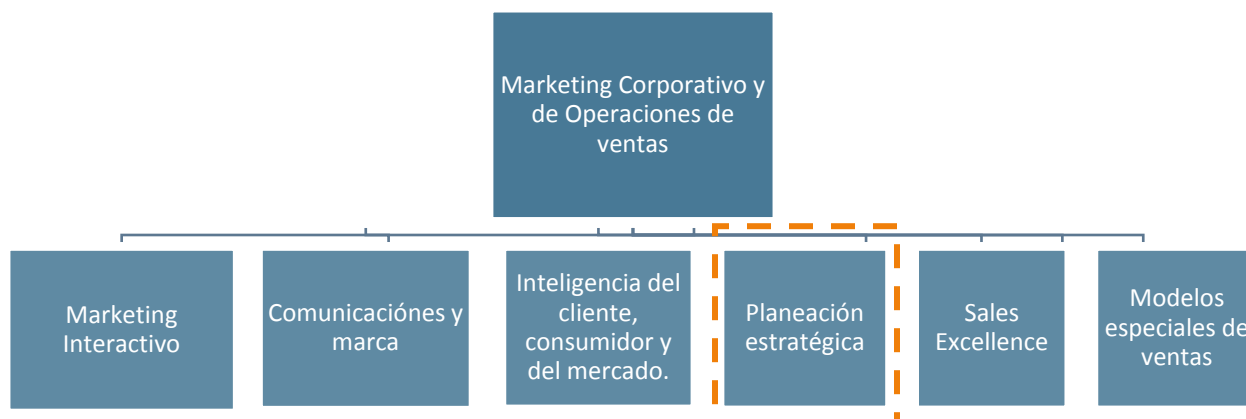 Marketing Corporativo y
de Operaciones de
ventas
Marketing
Interactivo
Comunicaciónes y
marca
Inteligencia del
cliente,
consumidor y
del mercado.
Planeación
estratégica
Sales
Excellence
Modelos
especiales de
ventas